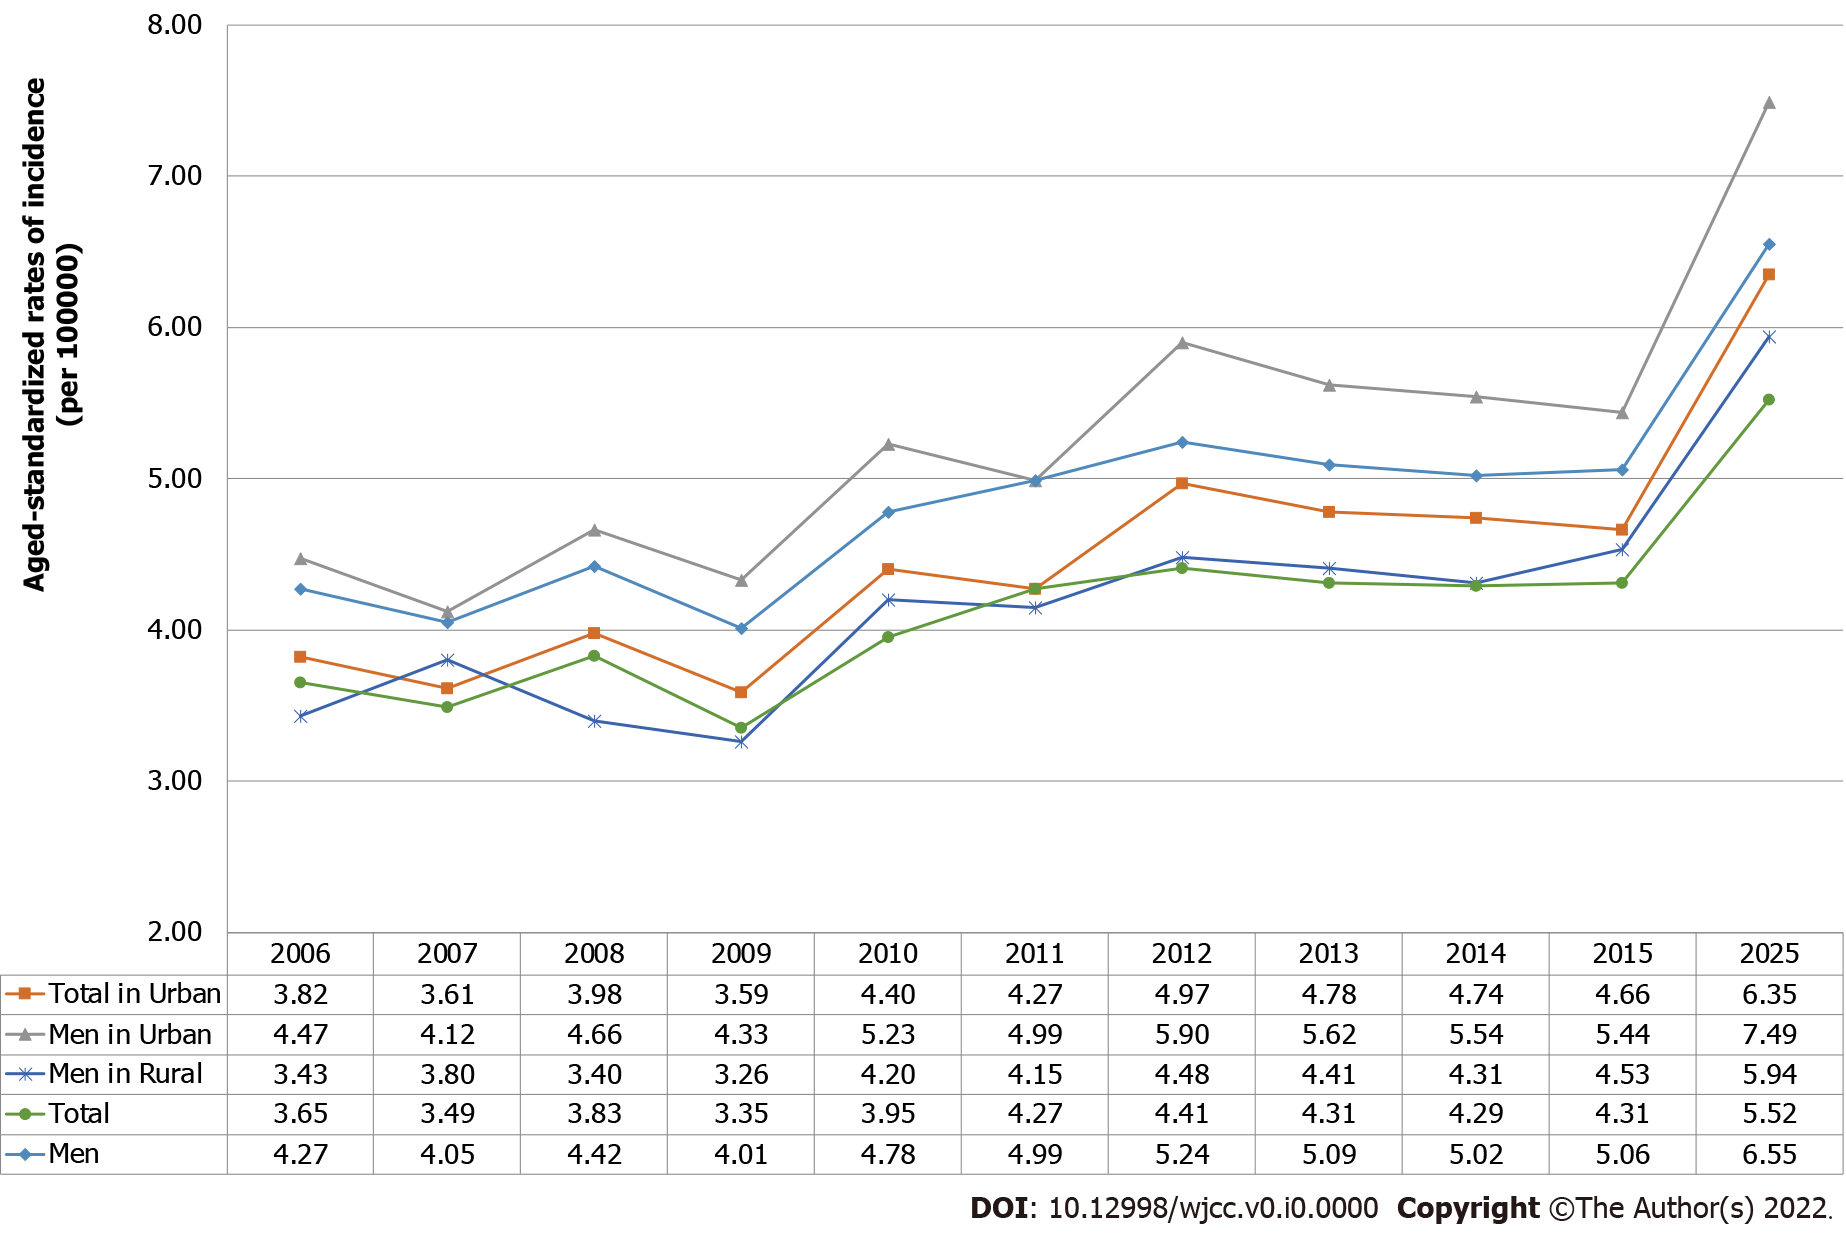 8.00
7.00
6.00
5.00
4.00
3.00
2.00
Aged-standardized rates of incidence
(per 100000)
2006 2007 2008 2009 2010 2011 2012 2013 2014 2015 2025
Total in Urban 3.82 3.61 3.98 3.59 4.40 4.27 4.97 4.78 4.74 4.66 6.35
Men in Urban 4.47 4.12 4.66 4.33 5.23 4.99 5.90 5.62 5.54 5.44 7.49
Men in Rural 3.43 3.80 3.40 3.26 4.20 4.15 4.48 4.41 4.31 4.53 5.94
Total 3.65 3.49 3.83 3.35 3.95 4.27 4.41 4.31 4.29 4.31 5.52
Men 4.27 4.05 4.42 4.01 4.78 4.99 5.24 5.09 5.02 5.06 6.55
DOI: 10.12998/wjcc.v0.i0.0000 Copyright ©The Author(s) 2022.